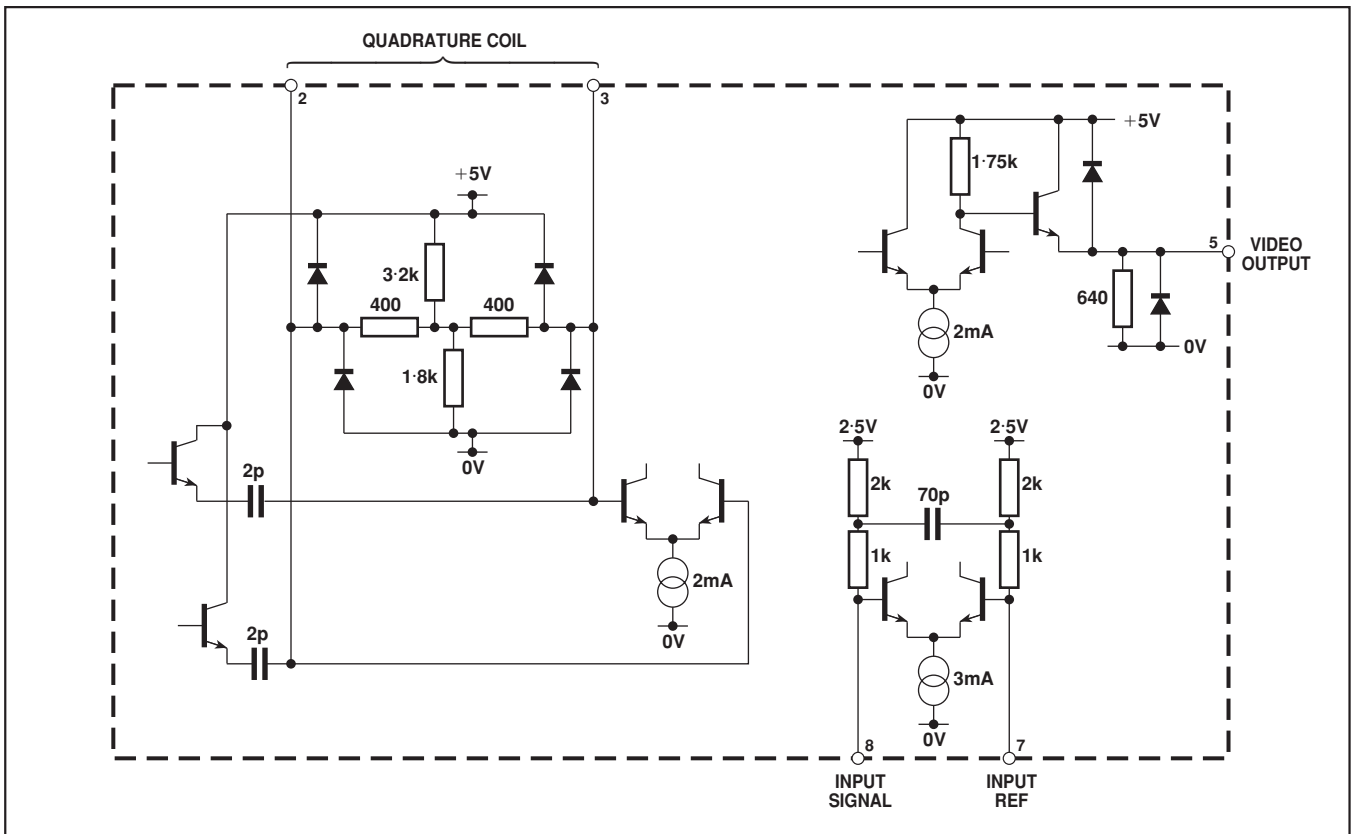 QUADRATURE COIL
2
3
+5V
3·2k
400
400
1·8k
0V
2p
2p
2mA
0V
+5V
1·75k
5
VIDEO
OUTPUT
640
0V
2mA
0V
2·5V
2·5V
2k
70p
2k
1k
1k
3mA
0V
8
7
INPUT
SIGNAL
INPUT
REF